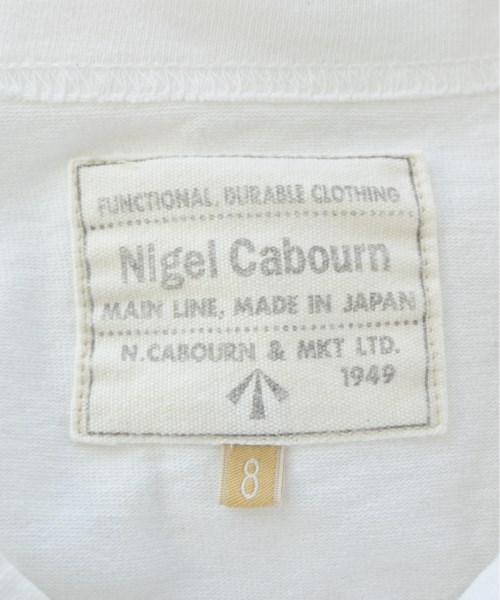 FUNCTIONAL, DURABLE CLOTHING
Nigel Cabourn
MAIN LINE, MADE IN JAPAN
N.CABOURN & MKT LTD.
1949
8